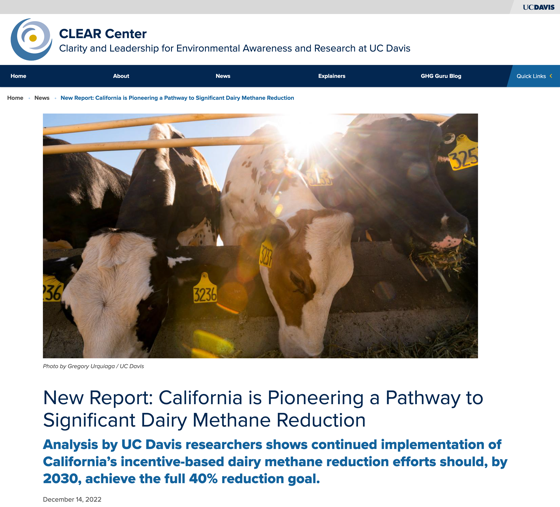 UCDAVIS
CLEAR Center
Clarity and Leadership for Environmental Awareness and Research at UC Davis
Home About News Explainers GHG Guru Blog Quick Links
Home News New Report: California is Pioneering a Pathway to Significant Dairy Methane Reduction
325
3236
Photo by Gregory Urquiaga / UC Davis
New Report: California is Pioneering a Pathway to
Significant Dairy Methane Reduction
Analysis by UC Davis researchers shows continued implementation of
California’s incentive-based dairy methane reduction efforts should, by
2030, achieve the full 40% reduction goal.
December 14, 2022